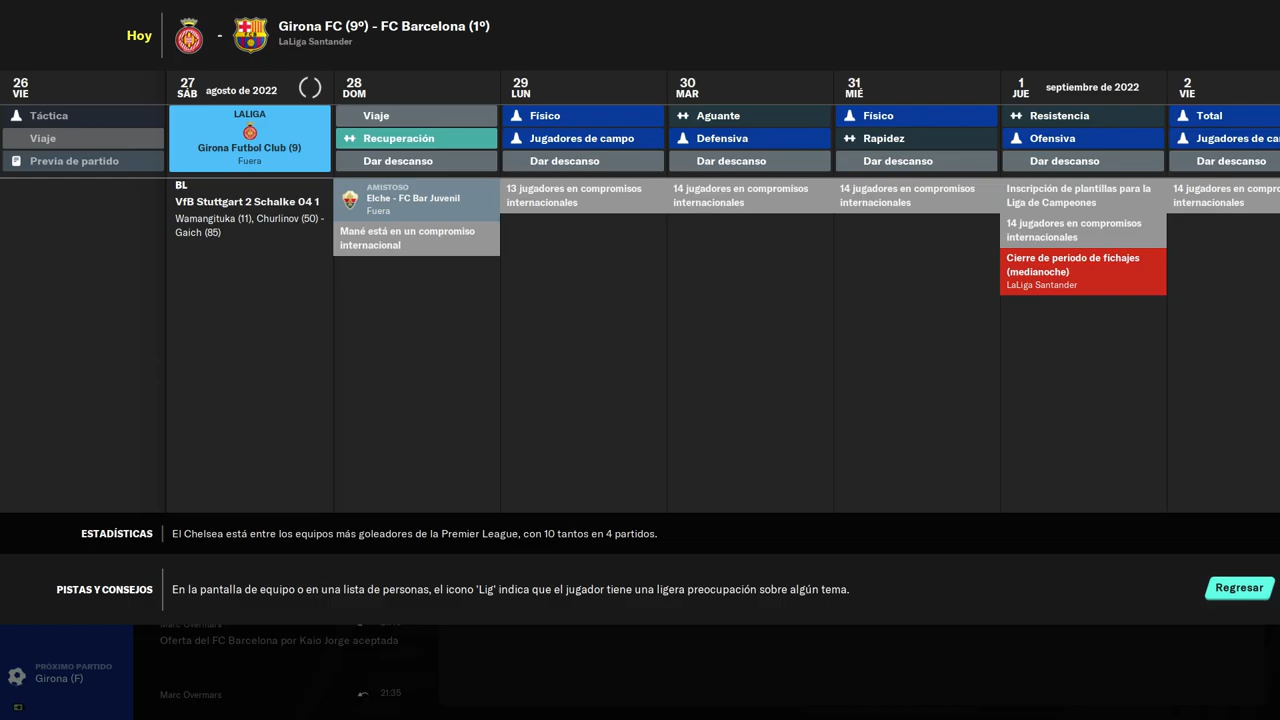 Hoy
-
Girona FC (9º) - FC Barcelona (1º)
LaLiga Santander
26
VIE
27
SÁB
agosto de 2022
28
DOM
29
LUN
30
MAR
31
MIÉ
1
JUE
septiembre de 2022
2
VIE
Táctica
Viaje
Previa de partido
LALIGA
Girona Futbol Club (9)
Fuera
Viaje
Recuperación
Dar descanso
Físico
Jugadores de campo
Dar descanso
Aguante
Defensiva
Dar descanso
Físico
Rapidez
Dar descanso
Resistencia
Ofensiva
Dar descanso
Total
Jugadores de ca
Dar descanso
BL
VfB Stuttgart 2 Schalke 04 1
Wamangituka (11), Churlinov (50) -
Gaich (85)
AMISTOSO
Elche - FC Bar Juvenil
Fuera
Mané está en un compromiso
internacional
13 jugadores en compromisos
internacionales
14 jugadores en compromisos
internacionales
14 jugadores en compromisos
internacionales
Inscripción de plantillas para la
Liga de Campeones
14 jugadores en compromisos
internacionales
Cierre de periodo de fichajes
(medianoche)
LaLiga Santander
14 jugadores en compro
internacionales
ESTADÍSTICAS
El Chelsea está entre los equipos más goleadores de la Premier League, con 10 tantos en 4 partidos.
PISTAS Y CONSEJOS
En la pantalla de equipo o en una lista de personas, el icono 'Lig' indica que el jugador tiene una ligera preocupación sobre algún tema.
Regresar
Marc Overmars
Oferta del FC Barcelona por Kaio Jorge aceptada
PRÓXIMO PARTIDO
Girona (F)
Marc Overmars
21:35